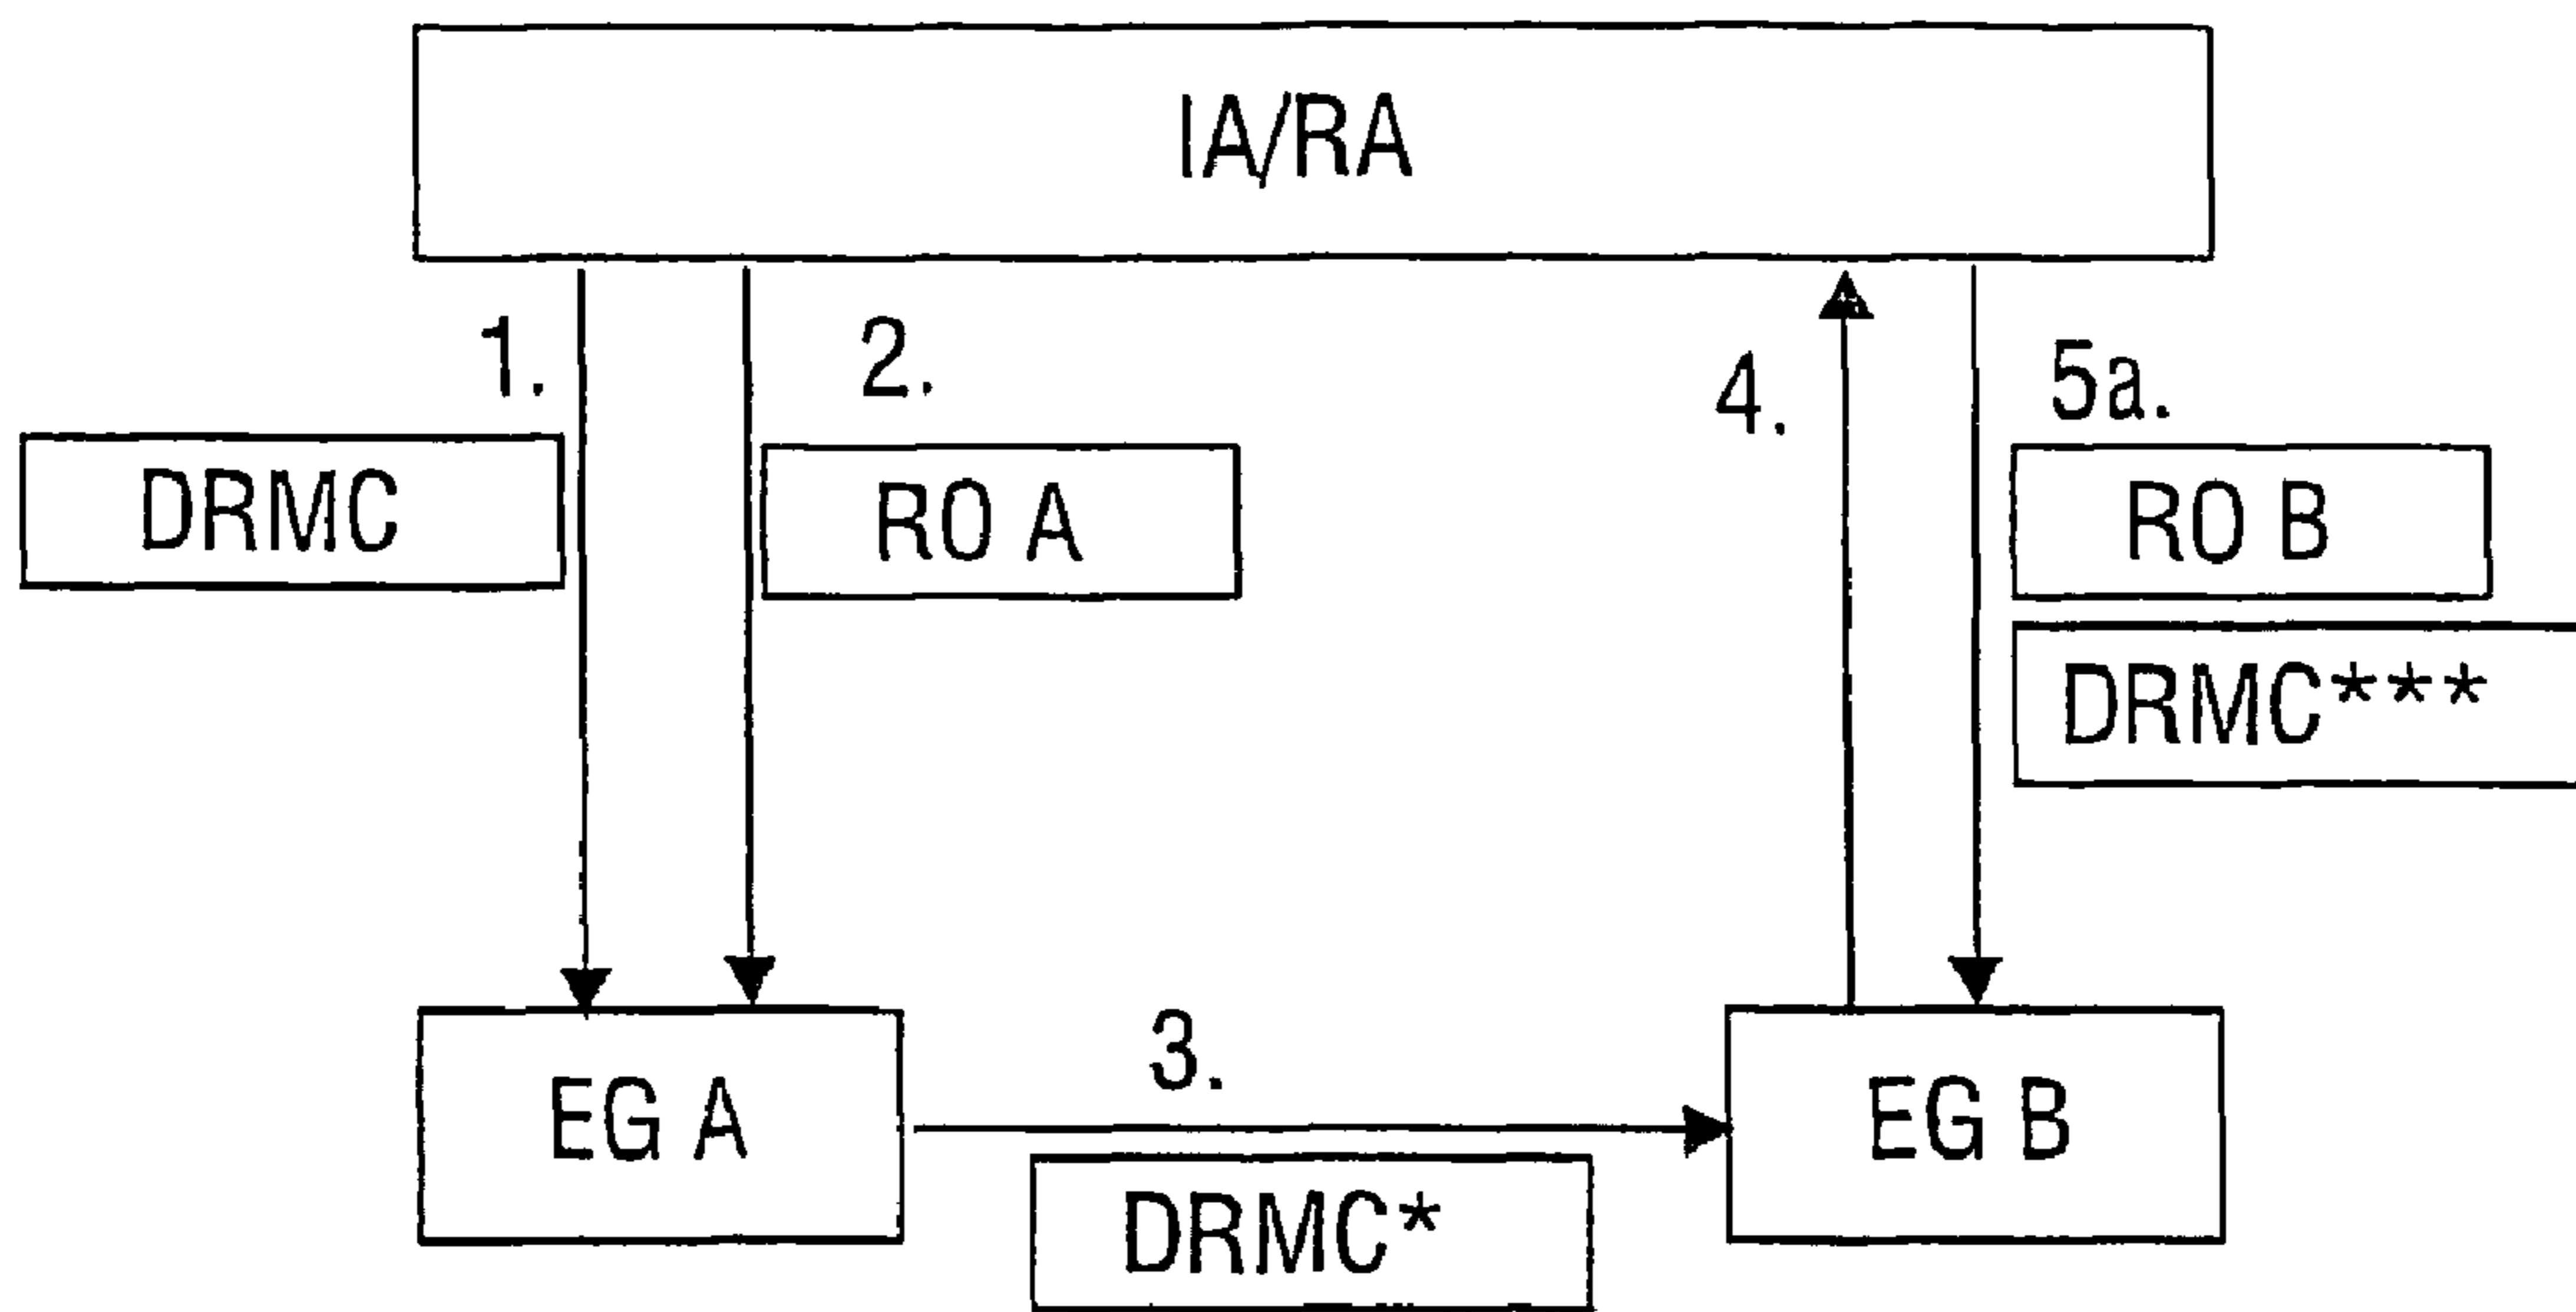 IA/RA
1.
2.
4.
5a.
DRMC
RO A
RO B
DRMC***
3.
EG A
EG B
DRMC*